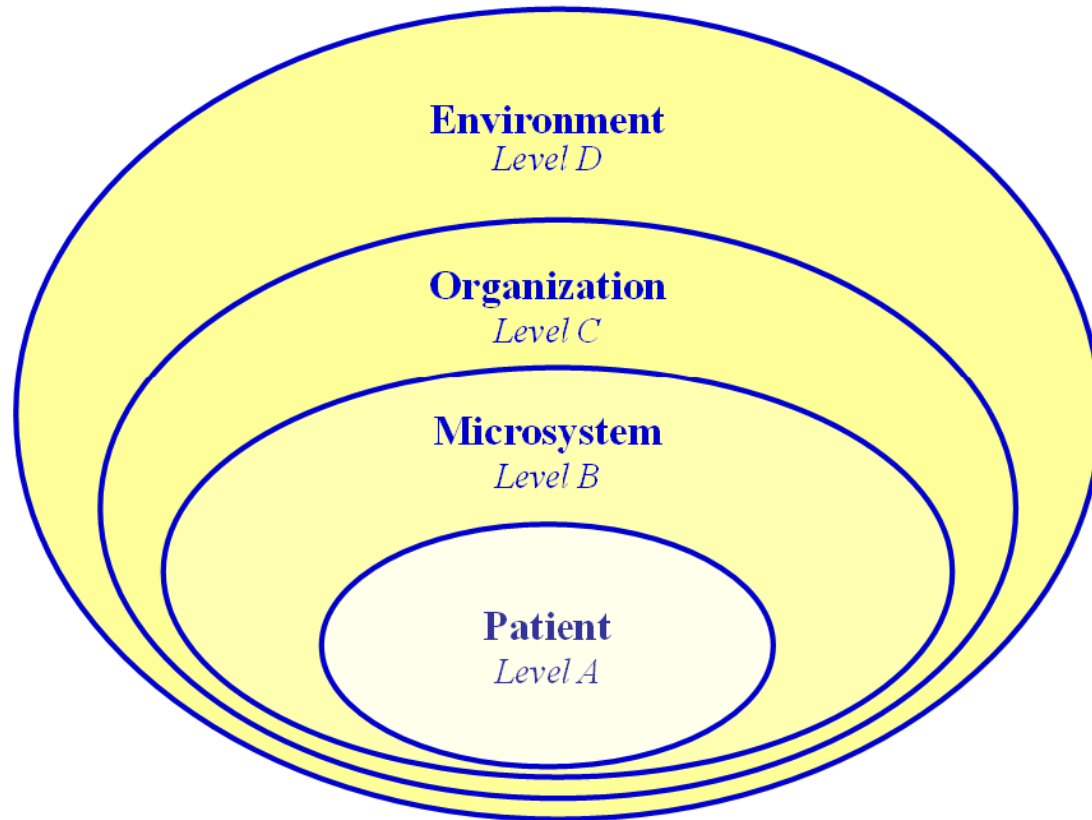 Environment
Level D
Organization
Level C
Microsystem
Level B
Patient
Level A